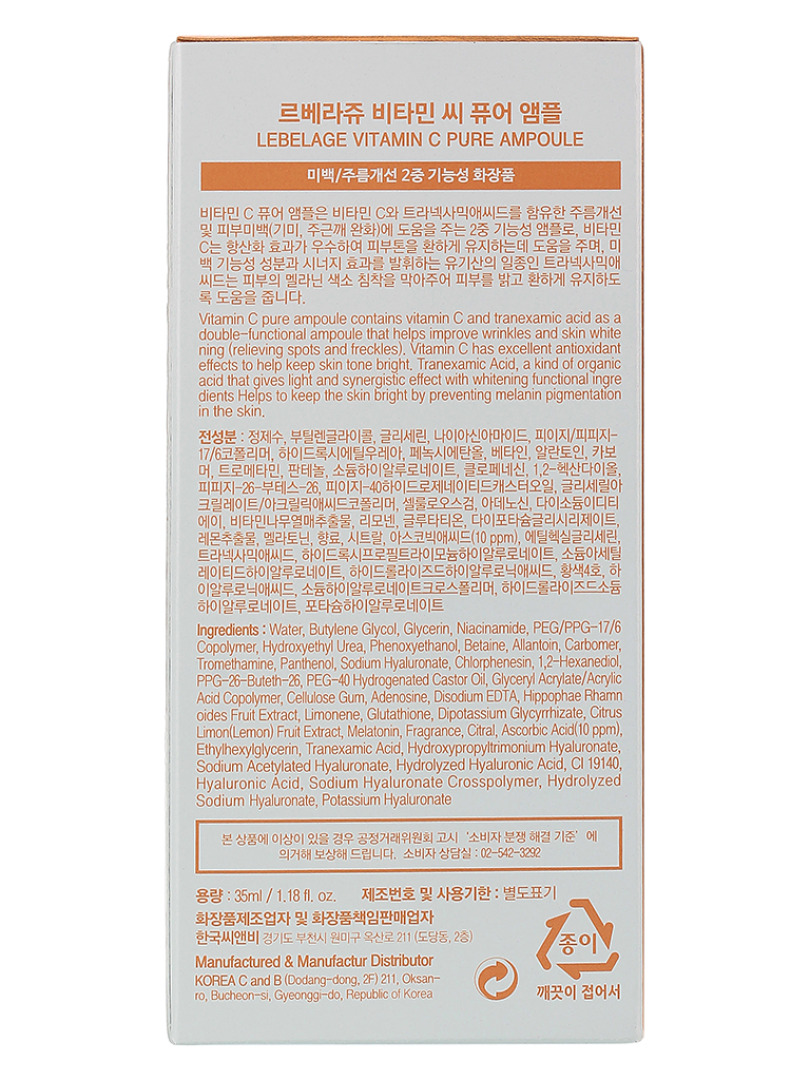 르베라쥬 비타민 씨 퓨어 앰플
LEBELAGE VITAMIN C PURE AMPOULE
미백/주름개선 2중 기능성 화장품
비타민 C 퓨어 앰플은 비타민 C와 트라넥사믹애씨드를 함유한 주름개선
및 피부미백(기미, 주근깨 완화)에 도움을 주는 2중 기능성 앰플로, 비타민
C는 항산화 효과가 우수하여 피부톤을 환하게 유지하는데 도움을 주며, 미
백 기능성 성분과 시너지 효과를 발휘하는 유기산의 일종인 트라넥사믹애
씨드는 피부의 멜라닌 색소 침착을 막아주어 피부를 밝고 환하게 유지하도
록 도움을 줍니다.
Vitamin C pure ampoule contains vitamin C and tranexamic acid as a
double-functional ampoule that helps improve wrinkles and skin white
ning (relieving spots and freckles). Vitamin C has excellent antioxidant
effects to help keep skin tone bright. Tranexamic Acid, a kind of organic
acid that gives light and synergistic effect with whitening functional ingre
dients Helps to keep the skin bright by preventing melanin pigmentation
in the skin.
전성분 : 정제수, 부틸렌글라이콜, 글리세린, 나이아신아마이드, 피이지/피피지-
17/6코폴리머, 하이드록시에틸우레아, 페녹시에탄올, 베타인, 알란토인, 카보
머, 트로메타민, 판테놀, 소듐하이알루로네이트, 클로페네신, 1,2-헥산다이올,
피피지-26-부테스-26, 피이지-40하이드로제네이티드캐스터오일, 글리세릴아
크릴레이트/아크릴릭애씨드코폴리머, 셀룰로오스검, 아데노신, 다이소듐이디티
에이, 비타민나무열매추출물, 리모넨, 글루타티온, 다이포타슘글리시리제이트,
레몬추출물, 멜라토닌, 향료, 시트랄, 아스코빅애씨드(10 ppm), 에틸헥실글리세린,
트라넥사믹애씨드, 하이드록시프로필트라이모늄하이알루로네이트, 소듐아세틸
레이티드하이알루로네이트, 하이드롤라이즈드하이알루로닉애씨드, 황색4호, 하
이알루로닉애씨드, 소듐하이알루로네이트크로스폴리머, 하이드롤라이즈드소듐
하이알루로네이트, 포타슘하이알루로네이트
Ingredients : Water, Butylene Glycol, Glycerin, Niacinamide, PEG/PPG-17/6
Copolymer, Hydroxyethyl Urea, Phenoxyethanol, Betaine, Allantoin, Carbomer,
Tromethamine, Panthenol, Sodium Hyaluronate, Chlorphenesin, 1,2-Hexanediol,
PPG-26-Buteth-26, PEG-40 Hydrogenated Castor Oil, Glyceryl Acrylate/Acrylic
Acid Copolymer, Cellulose Gum, Adenosine, Disodium EDTA, Hippophae Rhamn
oides Fruit Extract, Limonene, Glutathione, Dipotassium Glycyrrhizate, Citrus
Limon(Lemon) Fruit Extract, Melatonin, Fragrance, Citral, Ascorbic Acid(10 ppm),
Ethylhexylglycerin, Tranexamic Acid, Hydroxypropyltrimonium Hyaluronate,
Sodium Acetylated Hyaluronate, Hydrolyzed Hyaluronic Acid, CI 19140,
Hyaluronic Acid, Sodium Hyaluronate Crosspolymer, Hydrolyzed
Sodium Hyaluronate, Potassium Hyaluronate
본 상품에 이상이 있을 경우 공정거래위원회 고시 ‘소비자 분쟁 해결 기준’ 에
의거해 보상해 드립니다. 소비자 상담실 : 02-542-3292
용량 : 35ml / 1.18 fl. oz. 제조번호 및 사용기한 : 별도표기
화장품제조업자 및 화장품책임판매업자
한국씨앤비 경기도 부천시 원미구 옥산로 211 (도당동, 2층)
Manufactured & Manufactur Distributor
KOREA C and B (Dodang-dong, 2F) 211, Oksan-
ro, Bucheon-si, Gyeonggi-do, Republic of Korea
종이
깨끗이 접어서